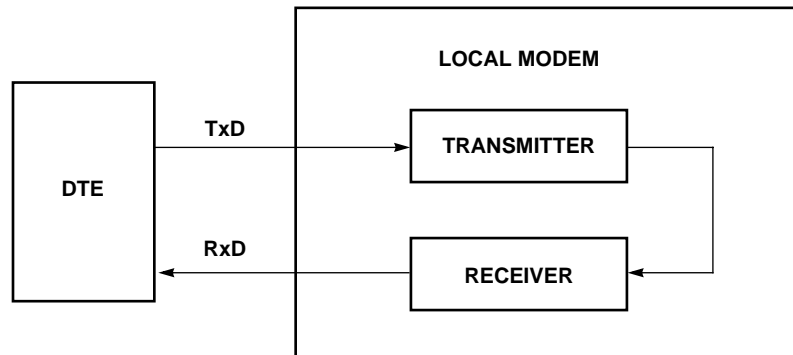 LOCAL MODEM
TxD
TRANSMITTER
DTE
RxD
RECEIVER